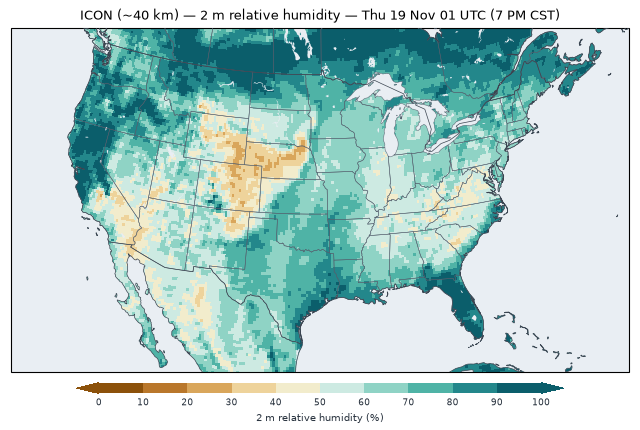 ICON (~40 km) — 2 m relative humidity — Thu 19 Nov 01 UTC (7 PM CST)
0 10 20 30 40 50 60 70 80 90 100
2 m relative humidity (%)